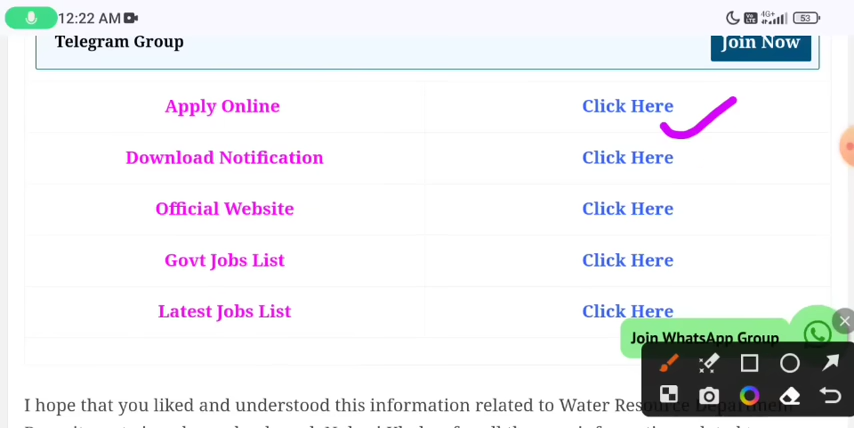 12:22 AM 4G+ 53
Telegram Group Join Now
Apply Online Click Here
Download Notification Click Here
Official Website Click Here
Govt Jobs List Click Here
Latest Jobs List Click Here
Join WhatsApp Group
I hope that you liked and understood this information related to Water Resource Department